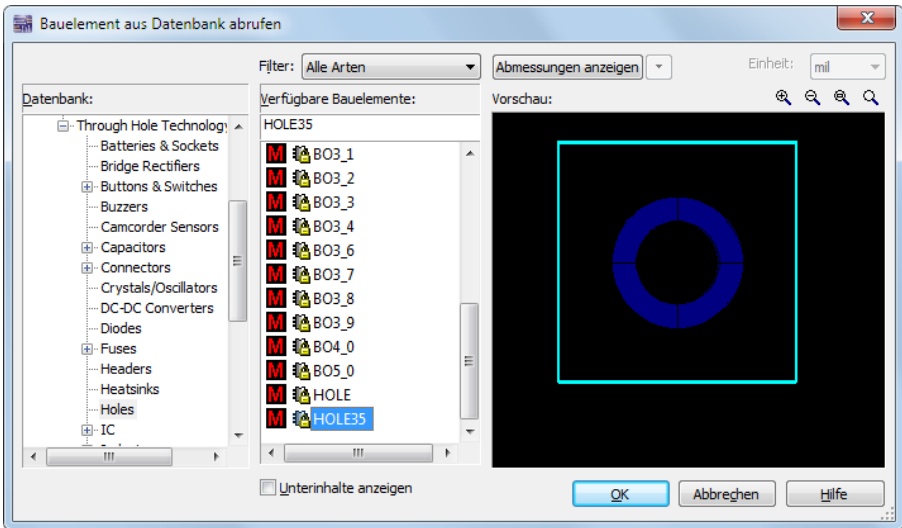 Bauelement aus Datenbank abrufen
Filter: Alle Arten
Abmessungen anzeigen
Einheit: mil
Datenbank:
Verfügbare Bauelemente:
Vorschau:
Through Hole Technology
Batteries & Sockets
Bridge Rectifiers
Buttons & Switches
Buzzers
Camcorder Sensors
Capacitors
Connectors
Crystals/Oscillators
DC-DC Converters
Diodes
Fuses
Headers
Heatsinks
Holes
IC
HOLE35
M BO3_1
M BO3_2
M BO3_3
M BO3_4
M BO3_6
M BO3_7
M BO3_8
M BO3_9
M BO4_0
M BO5_0
M HOLE
M HOLE35
Unterinhalte anzeigen
OK
Abbrechen
Hilfe